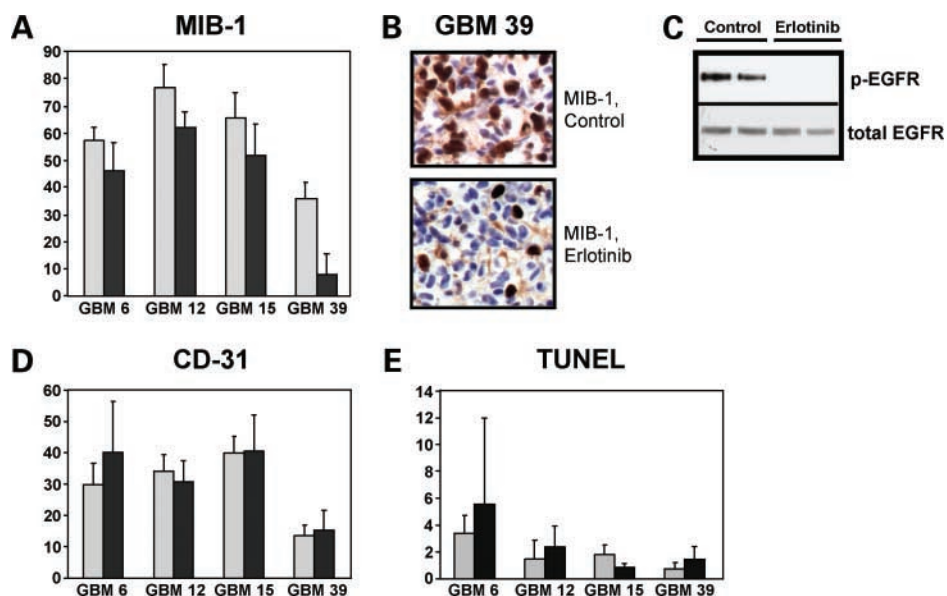 A
MIB-1
90
80
70
60
50
40
30
20
10
0
GBM 6 GBM 12 GBM 15 GBM 39
B
GBM 39
MIB-1,
Control
MIB-1,
Erlotinib
C
Control Erlotinib
p-EGFR
total EGFR
D
CD-31
60
50
40
30
20
10
0
GBM 6 GBM 12 GBM 15 GBM 39
E
TUNEL
14
12
10
8
6
4
2
0
GBM 6 GBM 12 GBM 15 GBM 39